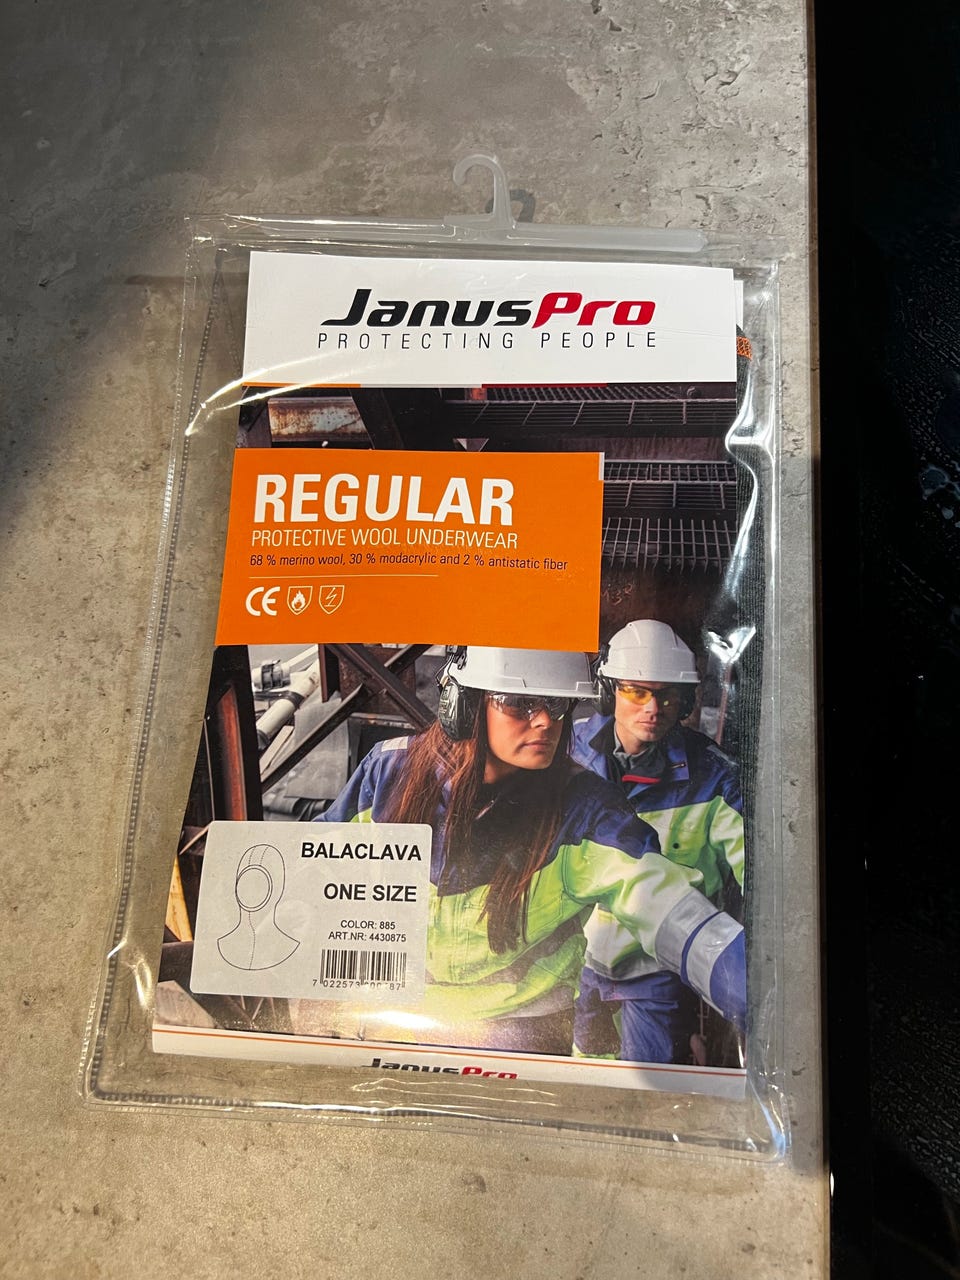 JanusPro
PROTECTING PEOPLE
REGULAR
PROTECTIVE WOOL UNDERWEAR
68 % merino wool, 30 % modacrylic and 2 % antistatic fiber
CE
BALACLAVA
ONE SIZE
COLOR: 885
ART.NR: 4430875
JanusPro